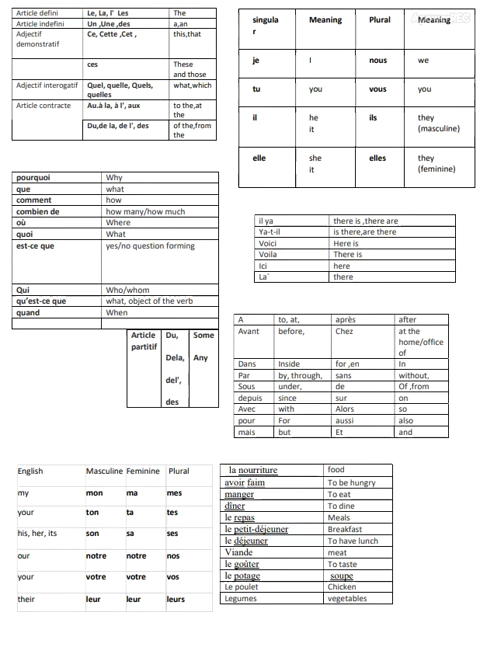 Article defini Le, La, l' Les The
Article indefini Un ,Une ,des a,an
Adjectif Ce, Cette ,Cet , this,that
demonstratif
ces These
and those
Adjectif interogatif Quel, quelle, Quels, what,which
quelles
Article contracte Au.à la, à l', aux to the,at
the
Du,de la, de l', des of the,from
the
singula Meaning Plural Meaning
r
je I nous we
tu you vous you
il he ils they
it (masculine)
elle she elles they
it (feminine)
pourquoi Why
que what
comment how
combien de how many/how much
où Where
quoi What
est-ce que yes/no question forming
Qui Who/whom
qu'est-ce que what, object of the verb
quand When
Article Du, Some
partitif
Dela, Any
del',
des
il ya there is ,there are
Ya-t-il is there,are there
Voici Here is
Voila There is
Ici here
La` there
A to, at, après after
Avant before, Chez at the
home/office
of
Dans Inside for ,en In
Par by, through, sans without,
Sous under, de Of ,from
depuis since sur on
Avec with Alors so
pour For aussi also
mais but Et and
English Masculine Feminine Plural
my mon ma mes
your ton ta tes
his, her, its son sa ses
our notre notre nos
your votre votre vos
their leur leur leurs
la nourriture food
avoir faim To be hungry
manger To eat
dîner To dine
le repas Meals
le petit-déjeuner Breakfast
le déjeuner To have lunch
Viande meat
le goûter To taste
le potage soupe
Le poulet Chicken
Legumes vegetables